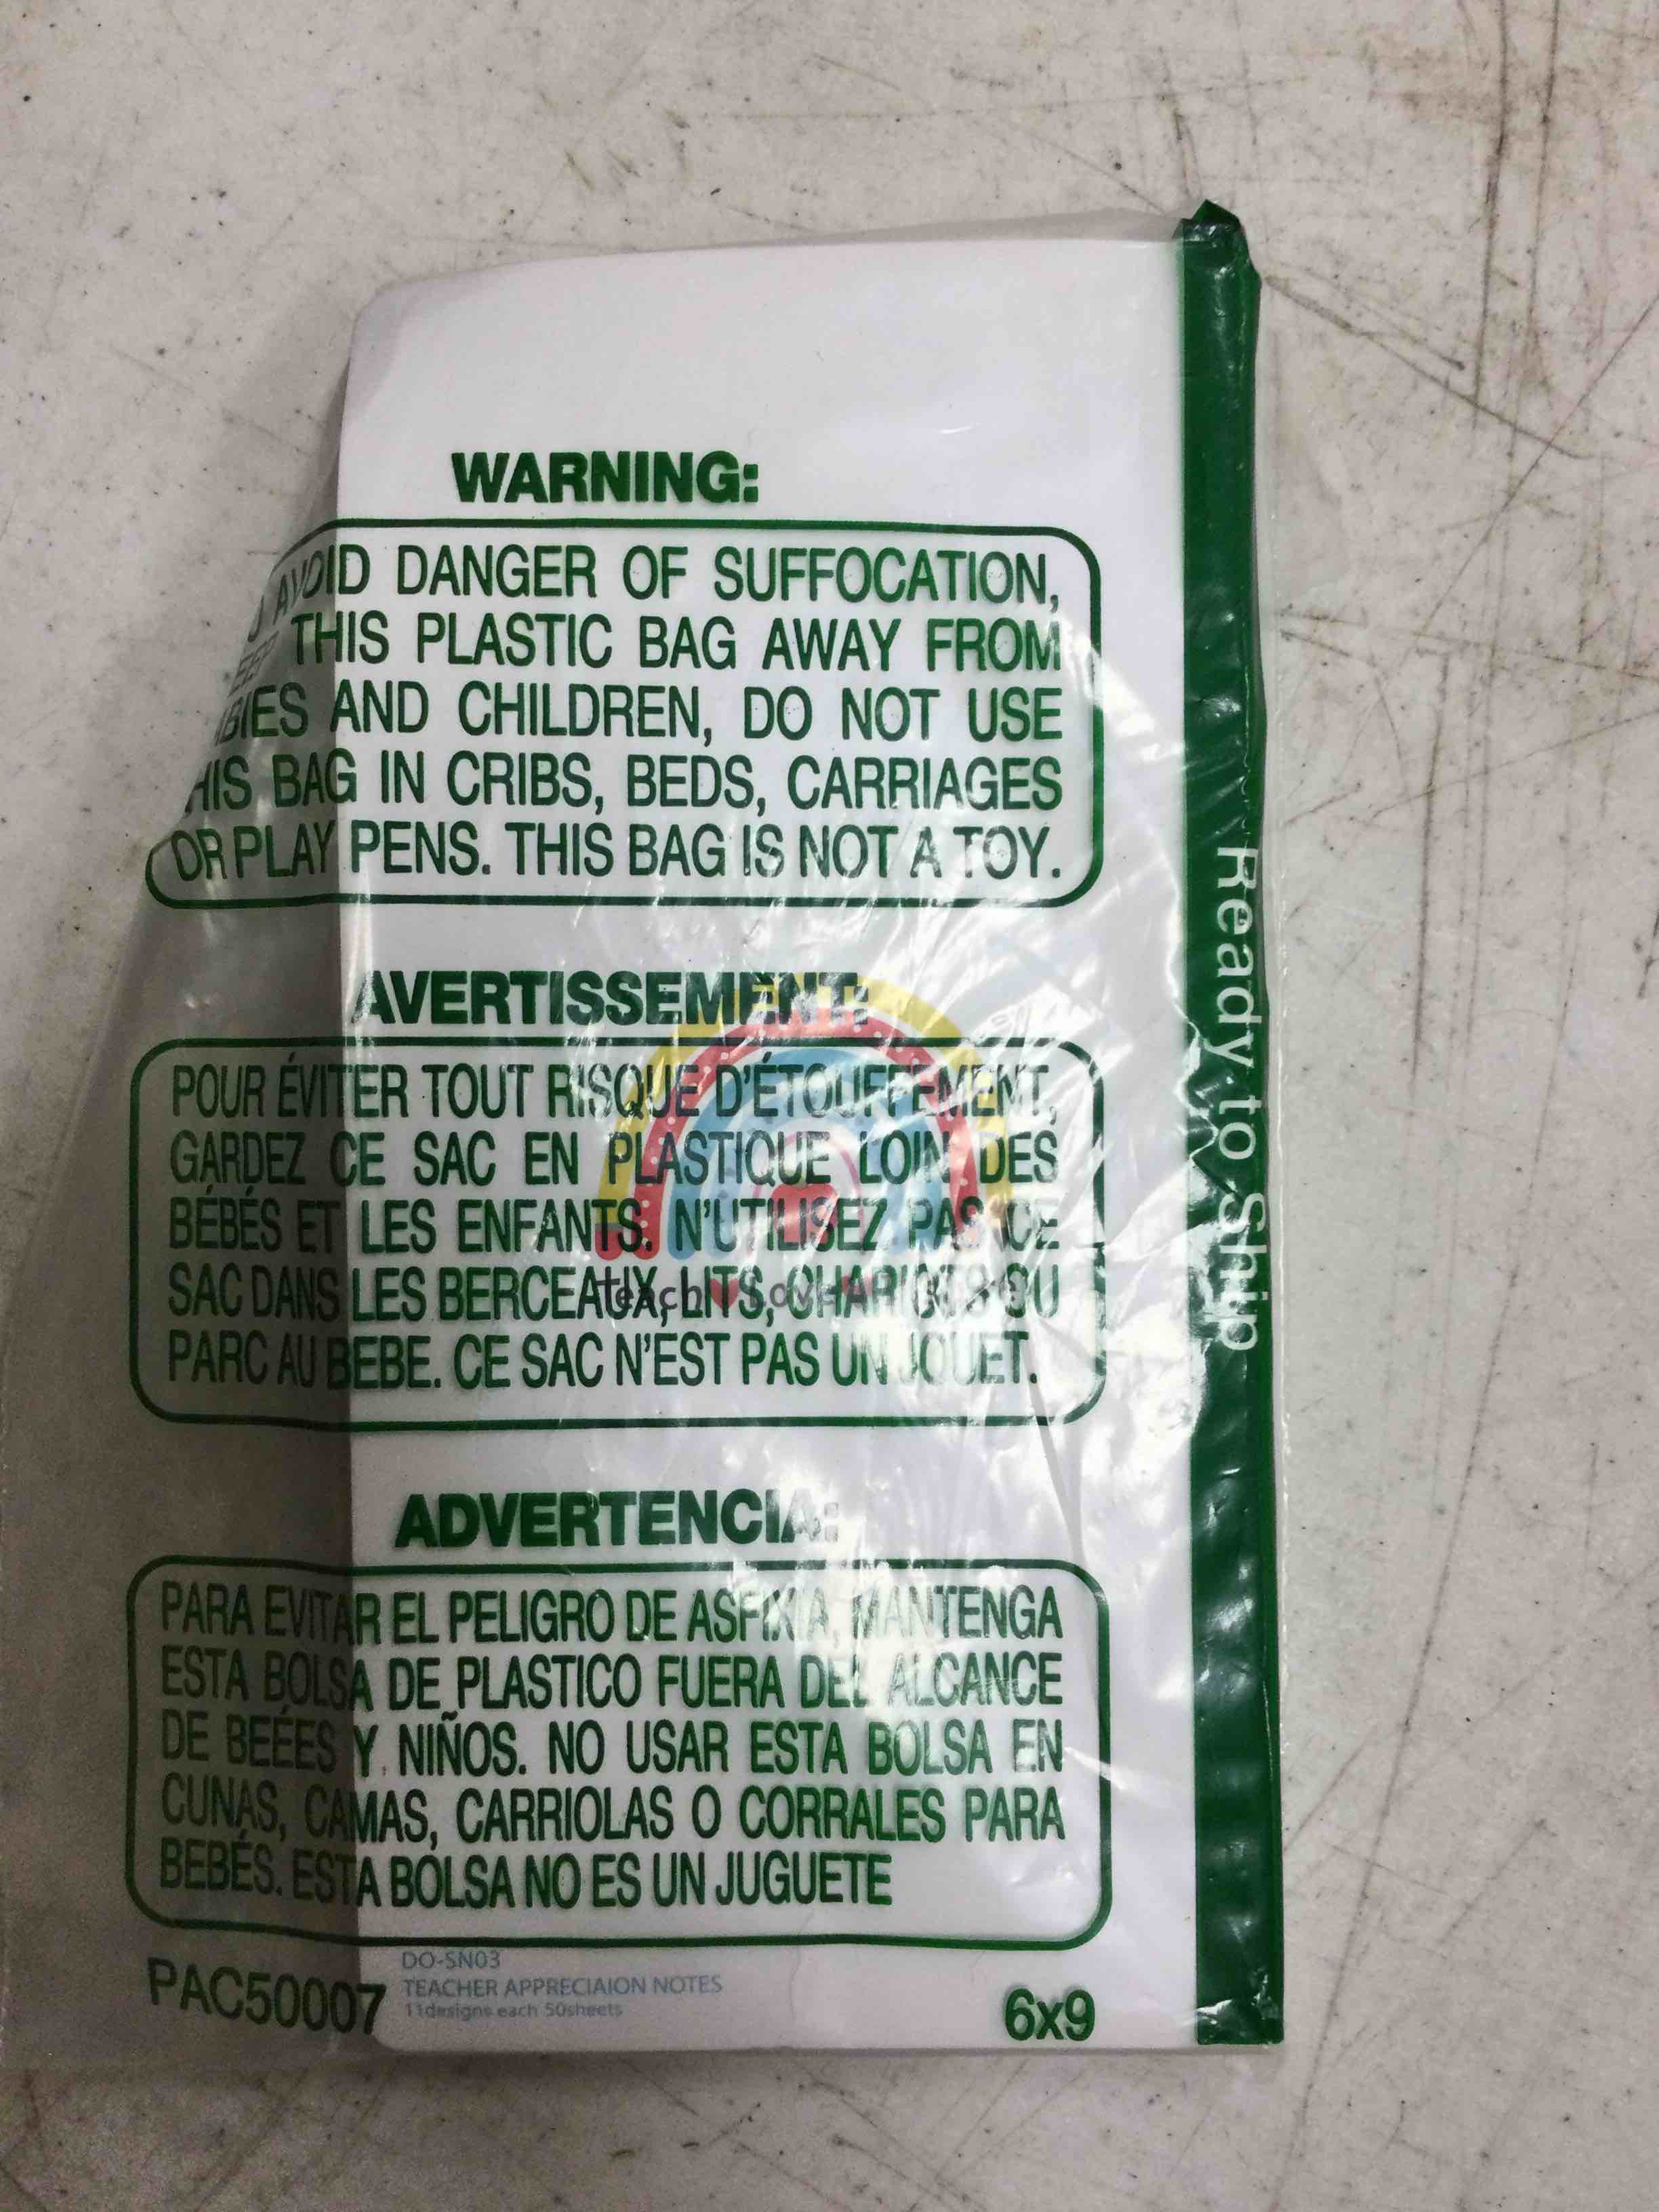 WARNING:
AVOID DANGER OF SUFFOCATION,
THIS PLASTIC BAG AWAY FROM
BIES AND CHILDREN, DO NOT USE
HIS BAG IN CRIBS, BEDS, CARRIAGES
OR PLAY PENS. THIS BAG IS NOT A TOY.
AVERTISSEMENT:
POUR ÉVITER TOUT RISQUE D'ÉTOUFFEMENT,
GARDEZ CE SAC EN PLASTIQUE LOIN DES
BÉBÉS ET LES ENFANTS. N'UTILISEZ PAS CE
SAC DANS LES BERCEAUX, LITS, CHARIOTS OU
PARC AU BEBE. CE SAC N'EST PAS UN JOUET.
teach love
ADVERTENCIA:
PARA EVITAR EL PELIGRO DE ASFIXIA, MANTENGA
ESTA BOLSA DE PLASTICO FUERA DEL ALCANCE
DE BEÉES Y NIÑOS. NO USAR ESTA BOLSA EN
CUNAS, CAMAS, CARRIOLAS O CORRALES PARA
BEBÉS. ESTA BOLSA NO ES UN JUGUETE
PAC50007
DO-SN03
TEACHER APPRECIAION NOTES
11designs each 50sheets
6x9
Ready to Ship